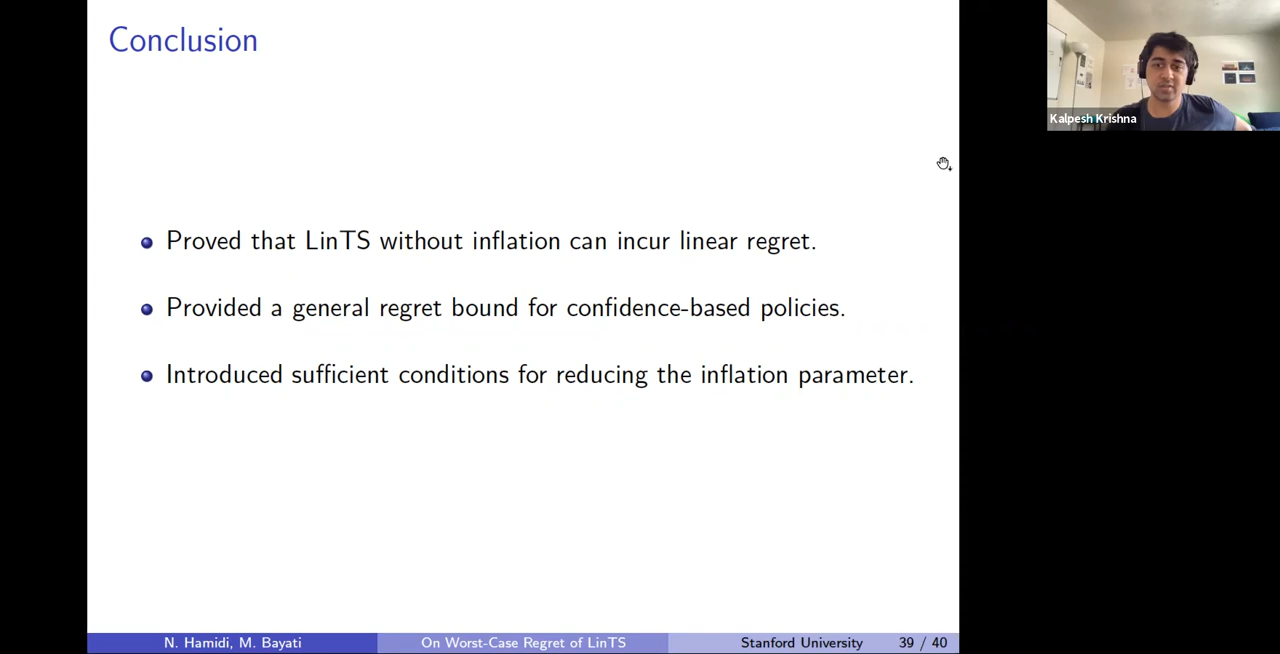 Conclusion
Kalpesh Krishna
Proved that LinTS without inflation can incur linear regret.
Provided a general regret bound for confidence-based policies.
Introduced sufficient conditions for reducing the inflation parameter.
N. Hamidi, M. Bayati On Worst-Case Regret of LinTS Stanford University 39 / 40